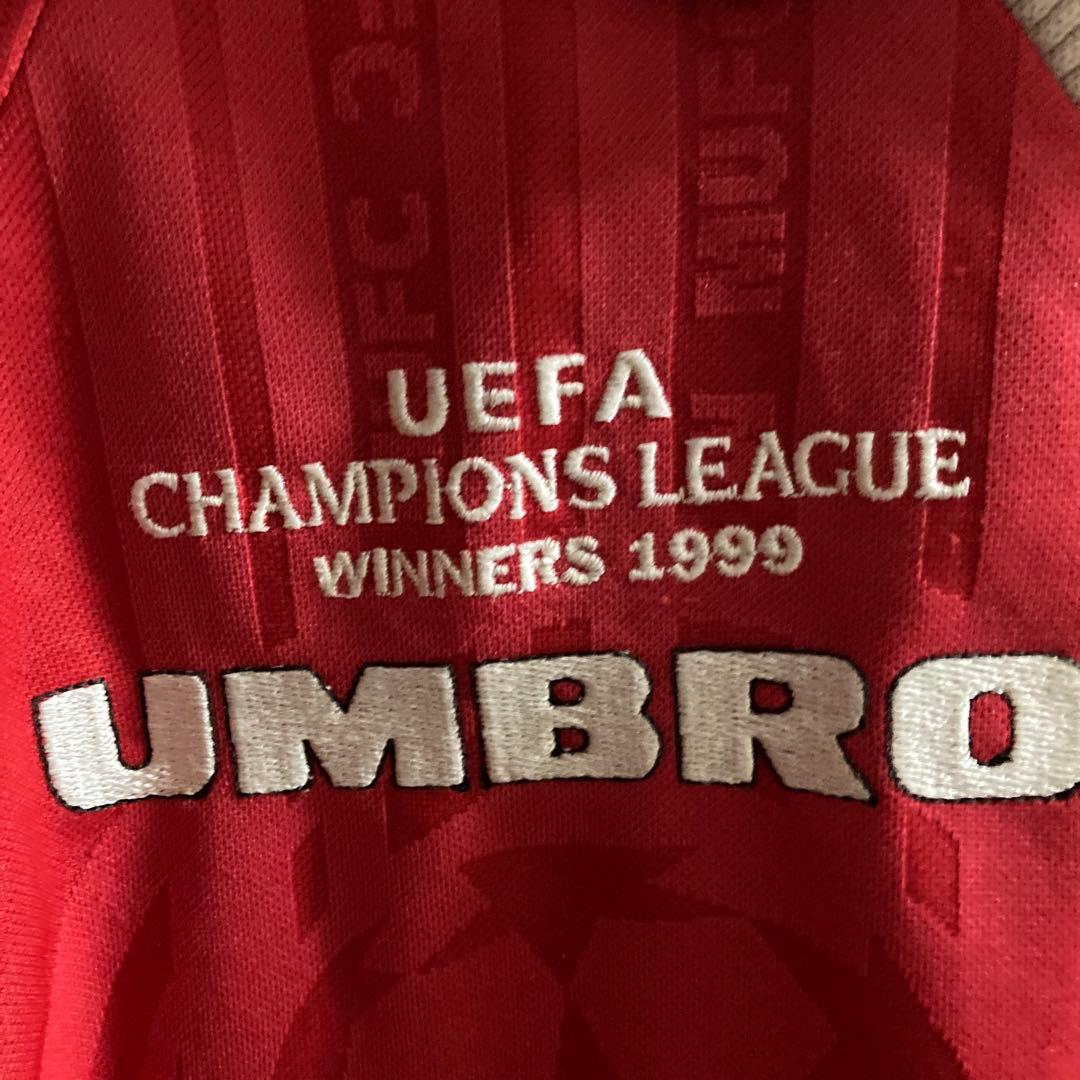 UEFA
CHAMPIONS LEAGUE
WINNERS 1999
UMBRO